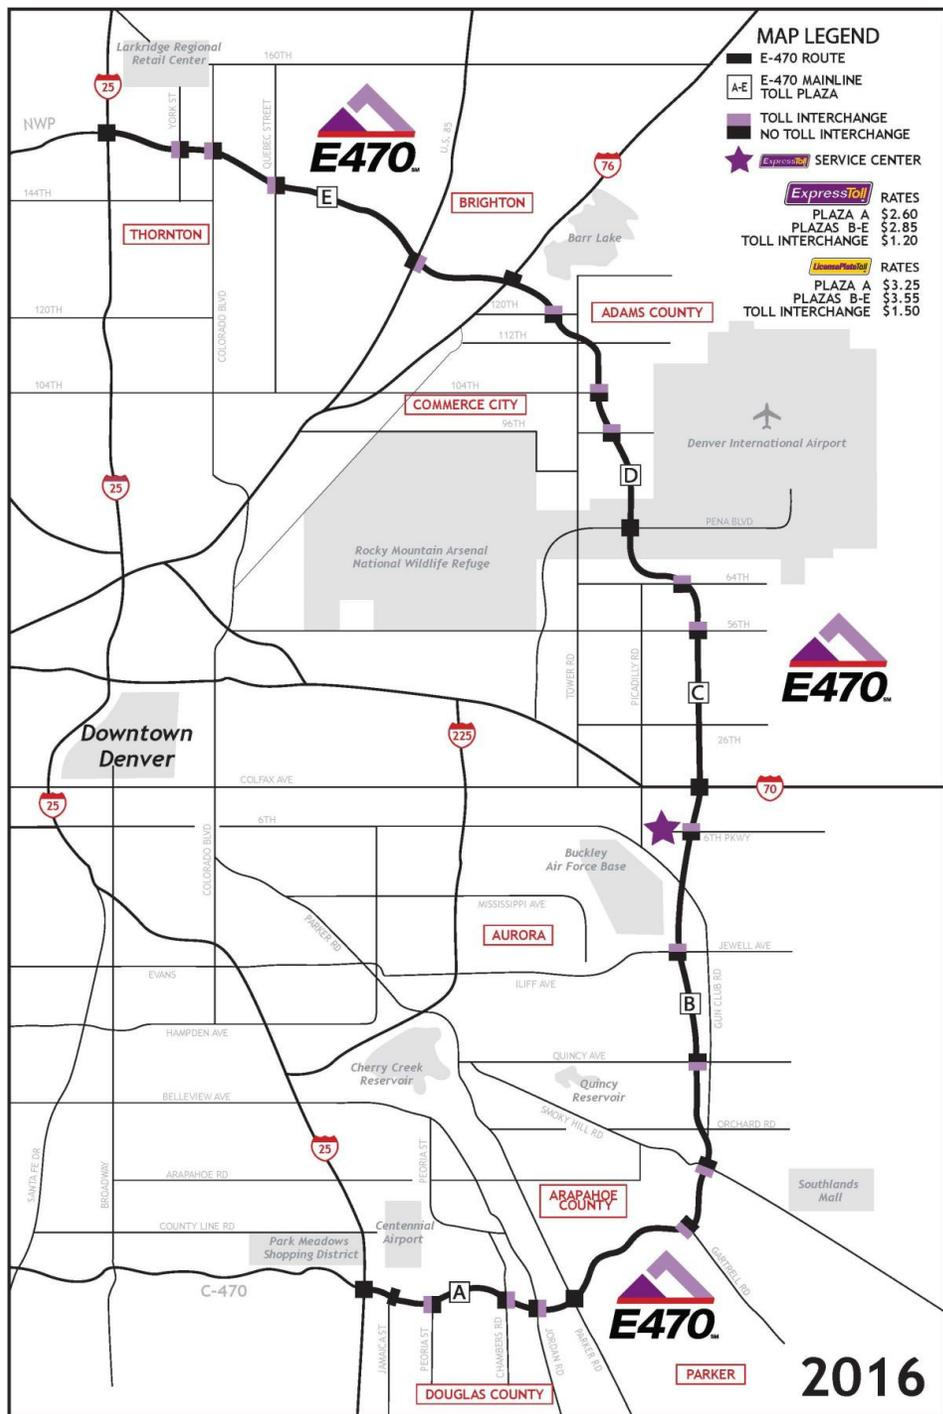 MAP LEGEND
E-470 ROUTE
A-E
E-470 MAINLINE
TOLL PLAZA
TOLL INTERCHANGE
NO TOLL INTERCHANGE
ExpressToll SERVICE CENTER
ExpressToll RATES
PLAZA A $2.60
PLAZAS B-E $2.85
TOLL INTERCHANGE $1.20
LicensePlateToll RATES
PLAZA A $3.25
PLAZAS B-E $3.55
TOLL INTERCHANGE $1.50
Larkridge Regional
Retail Center
160TH
25
NWP
YORK ST
QUEBEC STREET
E470
U.S. 85
76
144TH
E
BRIGHTON
THORNTON
Barr Lake
COLORADO BLVD
120TH
120TH
ADAMS COUNTY
112TH
104TH
104TH
COMMERCE CITY
96TH
Denver International Airport
D
25
PENA BLVD
Rocky Mountain Arsenal
National Wildlife Refuge
64TH
56TH
TOWER RD
PICADILLY RD
E470
C
Downtown
Denver
225
26TH
COLFAX AVE
70
25
6TH
6TH PKWY
COLORADO BLVD
Buckley
Air Force Base
MISSISSIPPI AVE
PARKER RD
AURORA
JEWELL AVE
EVANS
ILIFF AVE
B
GUN CLUB RD
HAMPDEN AVE
QUINCY AVE
Cherry Creek
Reservoir
Quincy
Reservoir
BELLEVIEW AVE
SMOKY HILL RD
ORCHARD RD
25
PEORIA ST
SANTA FE DR
BROADWAY
ARAPAHOE RD
Southlands
Mall
ARAPAHOE
COUNTY
COUNTY LINE RD
Centennial
Airport
Park Meadows
Shopping District
GARTRELL RD
C-470
A
E470
JAMAICA ST
PEORIA ST
CHAMBERS RD
JORDAN RD
PARKER RD
PARKER
2016
DOUGLAS COUNTY